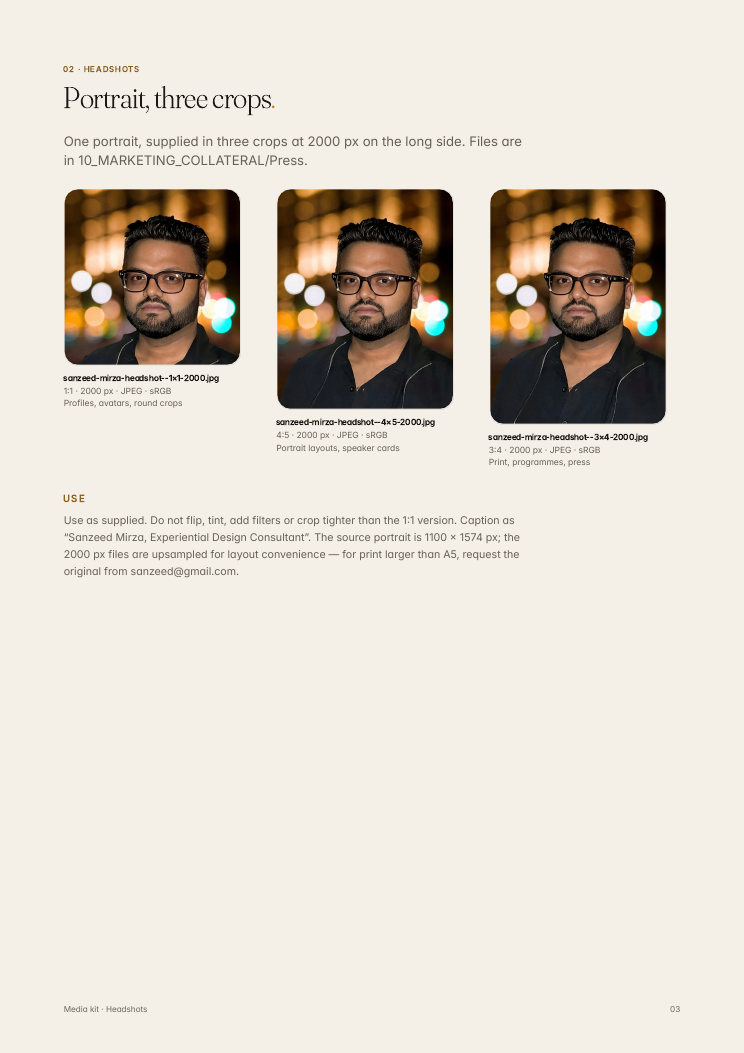 02 · HEADSHOTS
Portrait, three crops.
One portrait, supplied in three crops at 2000 px on the long side. Files are
in 10_MARKETING_COLLATERAL/Press.
sanzeed-mirza-headshot--1x1-2000.jpg
1:1 · 2000 px · JPEG · sRGB
Profiles, avatars, round crops
sanzeed-mirza-headshot--4x5-2000.jpg
4:5 · 2000 px · JPEG · sRGB
Portrait layouts, speaker cards
sanzeed-mirza-headshot--3x4-2000.jpg
3:4 · 2000 px · JPEG · sRGB
Print, programmes, press
USE
Use as supplied. Do not flip, tint, add filters or crop tighter than the 1:1 version. Caption as
“Sanzeed Mirza, Experiential Design Consultant”. The source portrait is 1100 × 1574 px; the
2000 px files are upsampled for layout convenience — for print larger than A5, request the
original from sanzeed@gmail.com.
Media kit · Headshots
03